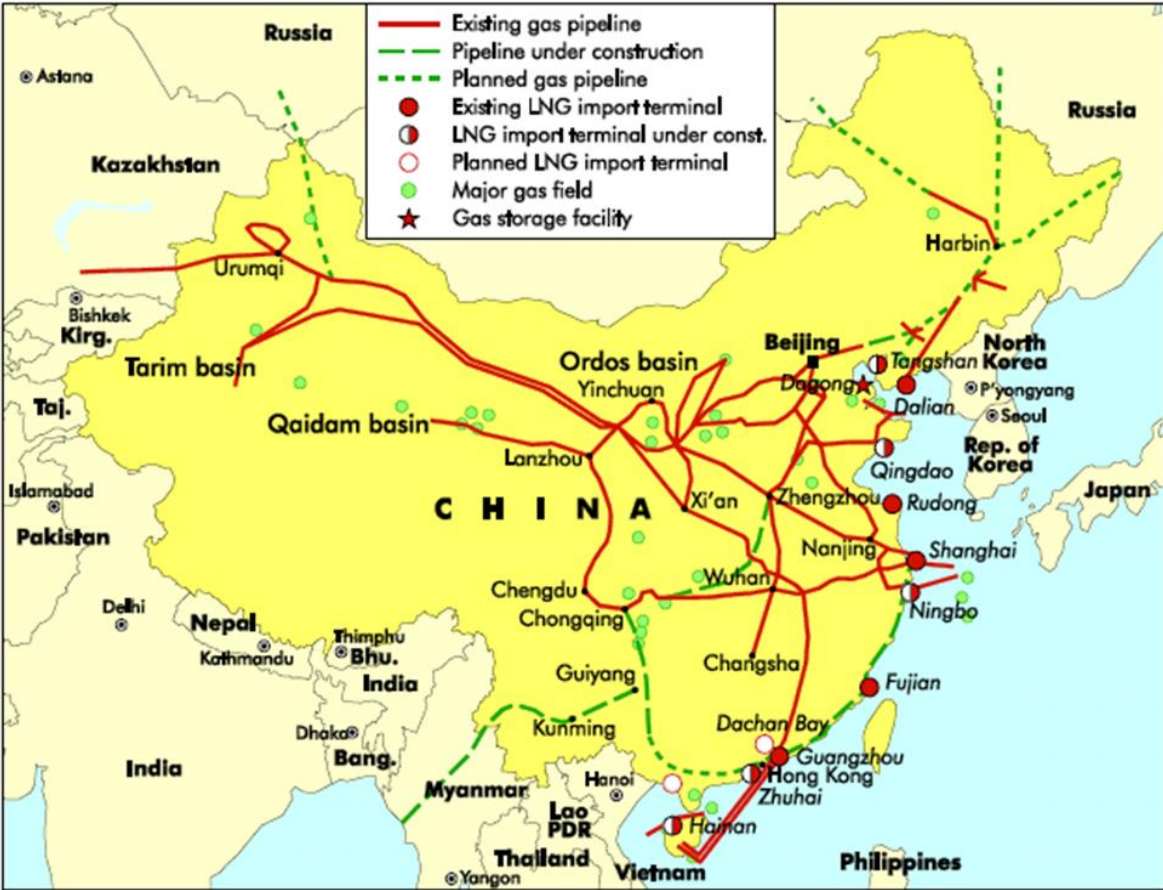 Existing gas pipeline
Pipeline under construction
Planned gas pipeline
Existing LNG import terminal
LNG import terminal under const.
Planned LNG import terminal
Major gas field
Gas storage facility
Russia
Astana
Kazakhstan
Russia
Harbin
Urumqi
Bishkek
Kirg.
Tarim basin
Ordos basin
Yinchuan
Beijing
Dagong
Tangshan
North
Korea
P'yongyang
Dalian
Seoul
Taj.
Qaidam basin
Lanzhou
Qingdao
Rep. of
Korea
Japan
Islamabad
Pakistan
CHINA
Xi'an
Zhengzhou
Rudong
Nanjing
Shanghai
Chengdu
Chongqing
Wuhan
Ningbo
Delhi
Nepal
Kathmandu
Thimphu
Bhu.
India
Changsha
Guiyang
Fujian
Kunming
Dachan Bay
Dhaka
Bang.
India
Guangzhou
Hong Kong
Zhuhai
Myanmar
Hanoi
Lao
PDR
Hainan
Thailand
Vietnam
Yangon
Philippines